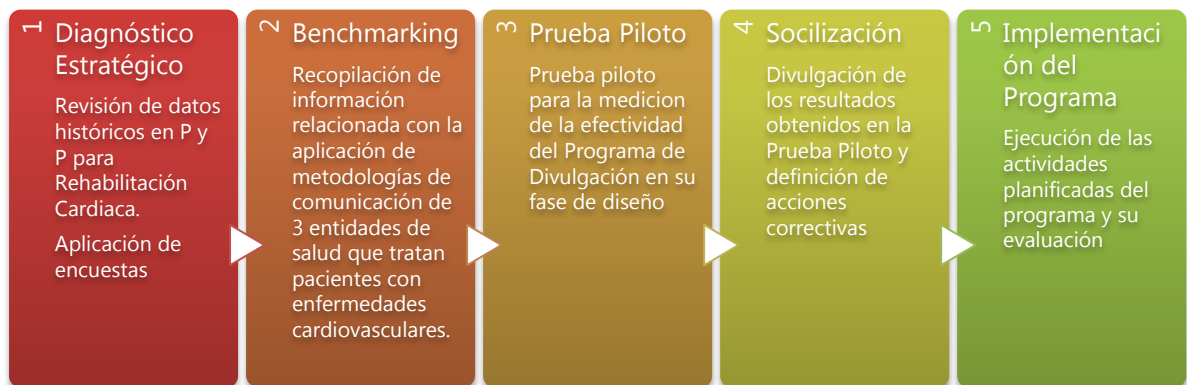 1
Diagnóstico
Estratégico
Revisión de datos
históricos en P y
P para
Rehabilitación
Cardiaca.
Aplicación de
encuestas
2
Benchmarking
Recopilación de
información
relacionada con la
aplicación de
metodologías de
comunicación de
3 entidades de
salud que tratan
pacientes con
enfermedades
cardiovasculares.
3
Prueba Piloto
Prueba piloto
para la medicion
de la efectividad
del Programa de
Divulgación en su
fase de diseño
4
Socilización
Divulgación de
los resultados
obtenidos en la
Prueba Piloto y
definición de
acciones
correctivas
5
Implementaci
ón del
Programa
Ejecución de las
actividades
planificadas del
programa y su
evaluación